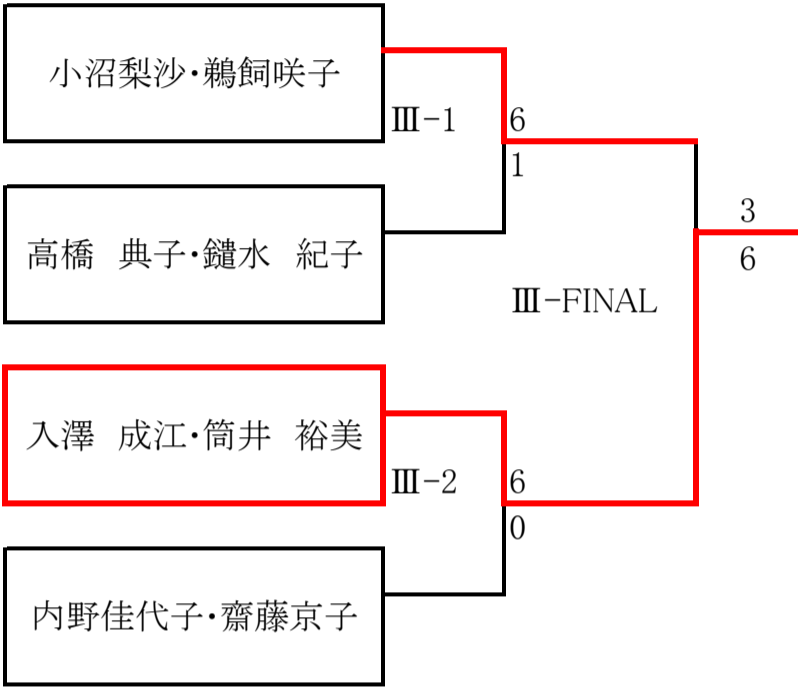 小沼梨沙・鵜飼咲子
Ⅲ-1
6
1
高橋　典子・鑓水　紀子
3
6
Ⅲ-FINAL
入澤　成江・筒井　裕美
Ⅲ-2
6
0
内野佳代子・齋藤京子